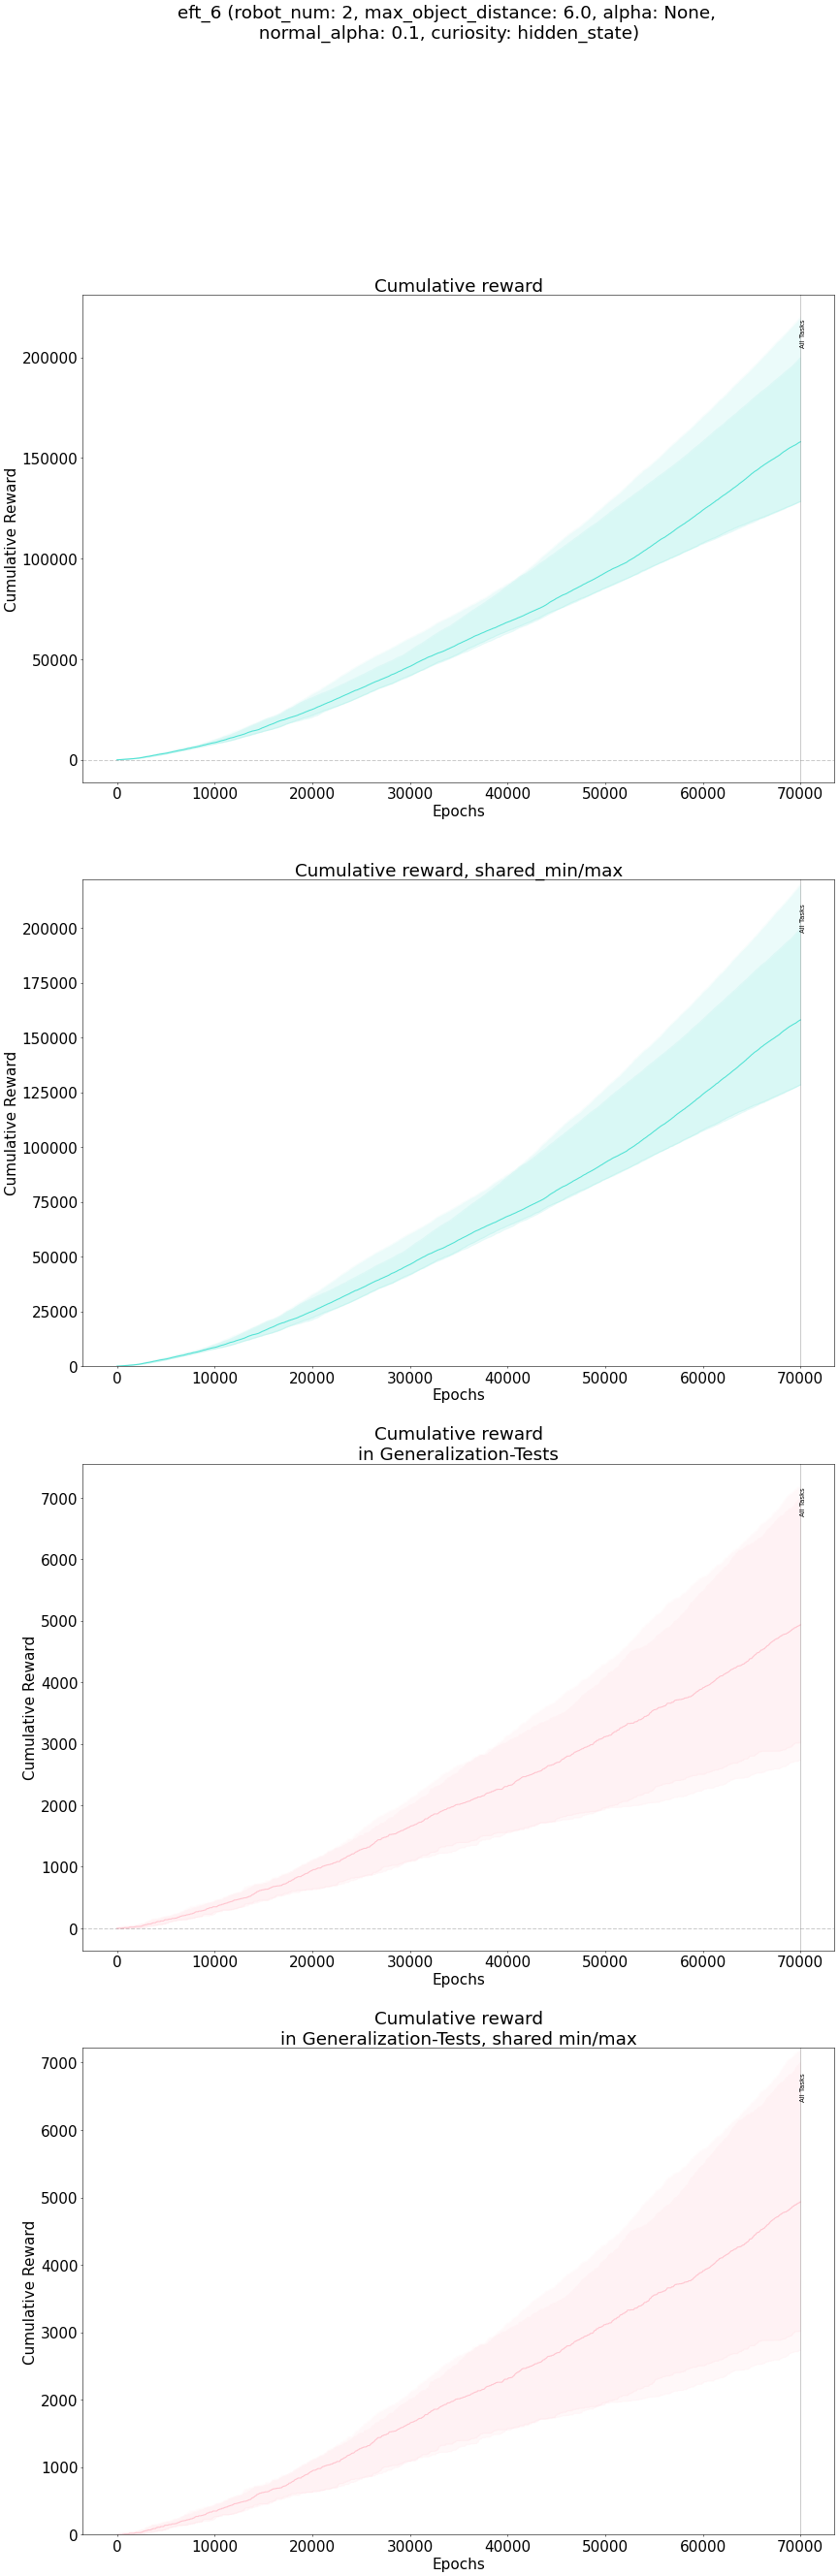 eft_6 (robot_num: 2, max_object_distance: 6.0, alpha: None,
normal_alpha: 0.1, curiosity: hidden_state)
Cumulative reward
All Tasks
200000
150000
100000
50000
0
Cumulative Reward
0 10000 20000 30000 40000 50000 60000 70000
Epochs
Cumulative reward, shared_min/max
All Tasks
200000
175000
150000
125000
100000
75000
50000
25000
0
Cumulative Reward
0 10000 20000 30000 40000 50000 60000 70000
Epochs
Cumulative reward
in Generalization-Tests
All Tasks
7000
6000
5000
4000
3000
2000
1000
0
Cumulative Reward
0 10000 20000 30000 40000 50000 60000 70000
Epochs
Cumulative reward
in Generalization-Tests, shared min/max
All Tasks
7000
6000
5000
4000
3000
2000
1000
0
Cumulative Reward
0 10000 20000 30000 40000 50000 60000 70000
Epochs